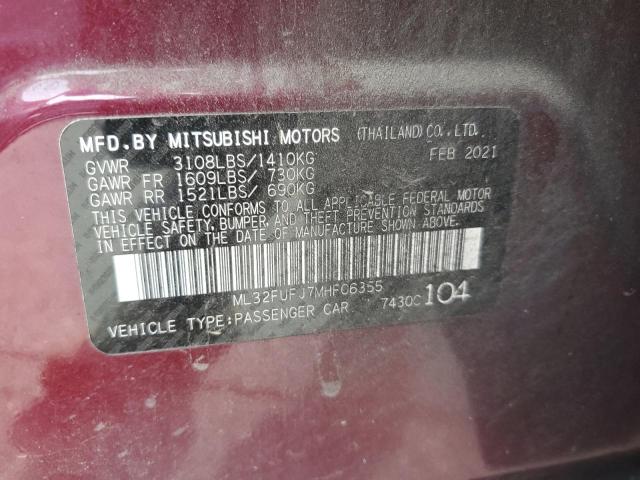 MFD.BY MITSUBISHI MOTORS (THAILAND)CO.,LTD.
GVWR 3108LBS/1410KG FEB 2021
GAWR FR 1609LBS/ 730KG
GAWR RR 1521LBS/ 690KG
THIS VEHICLE CONFORMS TO ALL APPLICABLE FEDERAL MOTOR
VEHICLE SAFETY, BUMPER, AND THEFT PREVENTION STANDARDS
IN EFFECT ON THE DATE OF MANUFACTURE SHOWN ABOVE.
ML32FUFJ7MHF06355
VEHICLE TYPE:PASSENGER CAR 7430C 104